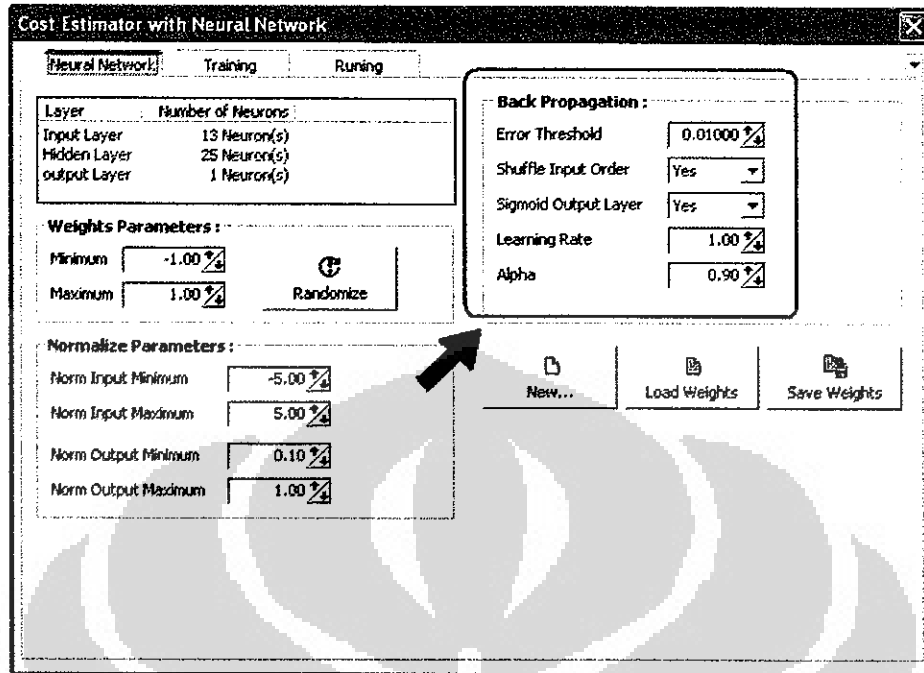 Cost Estimator with Neural Network
Neural Network Training Runing
Layer Number of Neurons
Input Layer 13 Neuron(s)
Hidden Layer 25 Neuron(s)
output Layer 1 Neuron(s)
Weights Parameters :
Minimum -1.00
Maximum 1.00
Randomize
Normalize Parameters :
Norm Input Minimum -5.00
Norm Input Maximum 5.00
Norm Output Minimum 0.10
Norm Output Maximum 1.00
Back Propagation :
Error Threshold 0.01000
Shuffle Input Order Yes
Sigmoid Output Layer Yes
Learning Rate 1.00
Alpha 0.90
New... Load Weights Save Weights